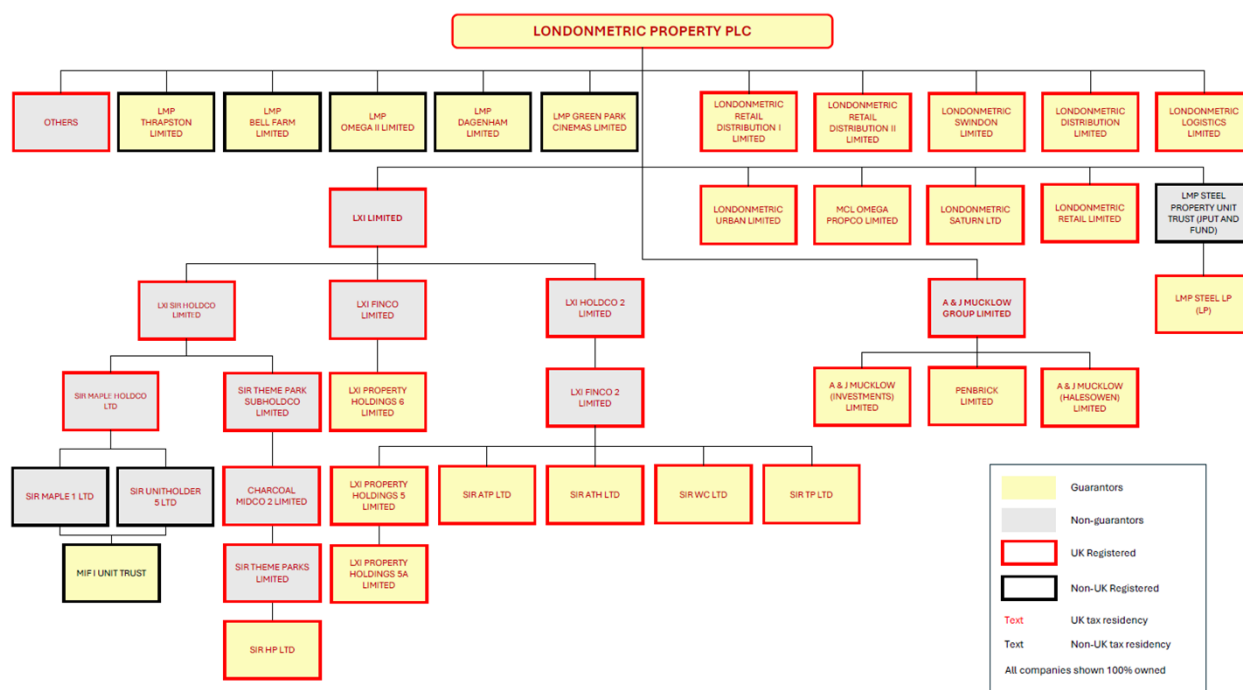 LONDONMETRIC PROPERTY PLC
OTHERS
LMP
THRAPSTON
LIMITED
LMP
BELL FARM
LIMITED
LMP
OMEGA II LIMITED
LMP
DAGENHAM
LIMITED
LMP GREEN PARK
CINEMAS LIMITED
LONDONMETRIC
RETAIL
DISTRIBUTION I
LIMITED
LONDONMETRIC
RETAIL
DISTRIBUTION II
LIMITED
LONDONMETRIC
SWINDON
LIMITED
LONDONMETRIC
DISTRIBUTION
LIMITED
LONDONMETRIC
LOGISTICS
LIMITED
LXI LIMITED
LONDONMETRIC
URBAN LIMITED
MCL OMEGA
PROPCO LIMITED
LONDONMETRIC
SATURN LTD
LONDONMETRIC
RETAIL LIMITED
LMP STEEL
PROPERTY UNIT
TRUST (JPUT AND
FUND)
LXI SIR HOLDCO
LIMITED
LXI FINCO
LIMITED
LXI HOLDCO 2
LIMITED
A & J MUCKLOW
GROUP LIMITED
LMP STEEL LP
(LP)
SIR MAPLE HOLDCO
LTD
SIR THEME PARK
SUBHOLDCO
LIMITED
LXI PROPERTY
HOLDINGS 6
LIMITED
LXI FINCO 2
LIMITED
A & J MUCKLOW
(INVESTMENTS)
LIMITED
PENBRICK
LIMITED
A & J MUCKLOW
(HALESOWEN)
LIMITED
SIR MAPLE 1 LTD
SIR UNITHOLDER
5 LTD
CHARCOAL
MIDCO 2 LIMITED
LXI PROPERTY
HOLDINGS 5
LIMITED
SIR ATP LTD
SIR ATH LTD
SIR WC LTD
SIR TP LTD
MIF I UNIT TRUST
SIR THEME PARKS
LIMITED
LXI PROPERTY
HOLDINGS 5A
LIMITED
SIR HP LTD
Guarantors
Non-guarantors
UK Registered
Non-UK Registered
Text UK tax residency
Text Non-UK tax residency
All companies shown 100% owned